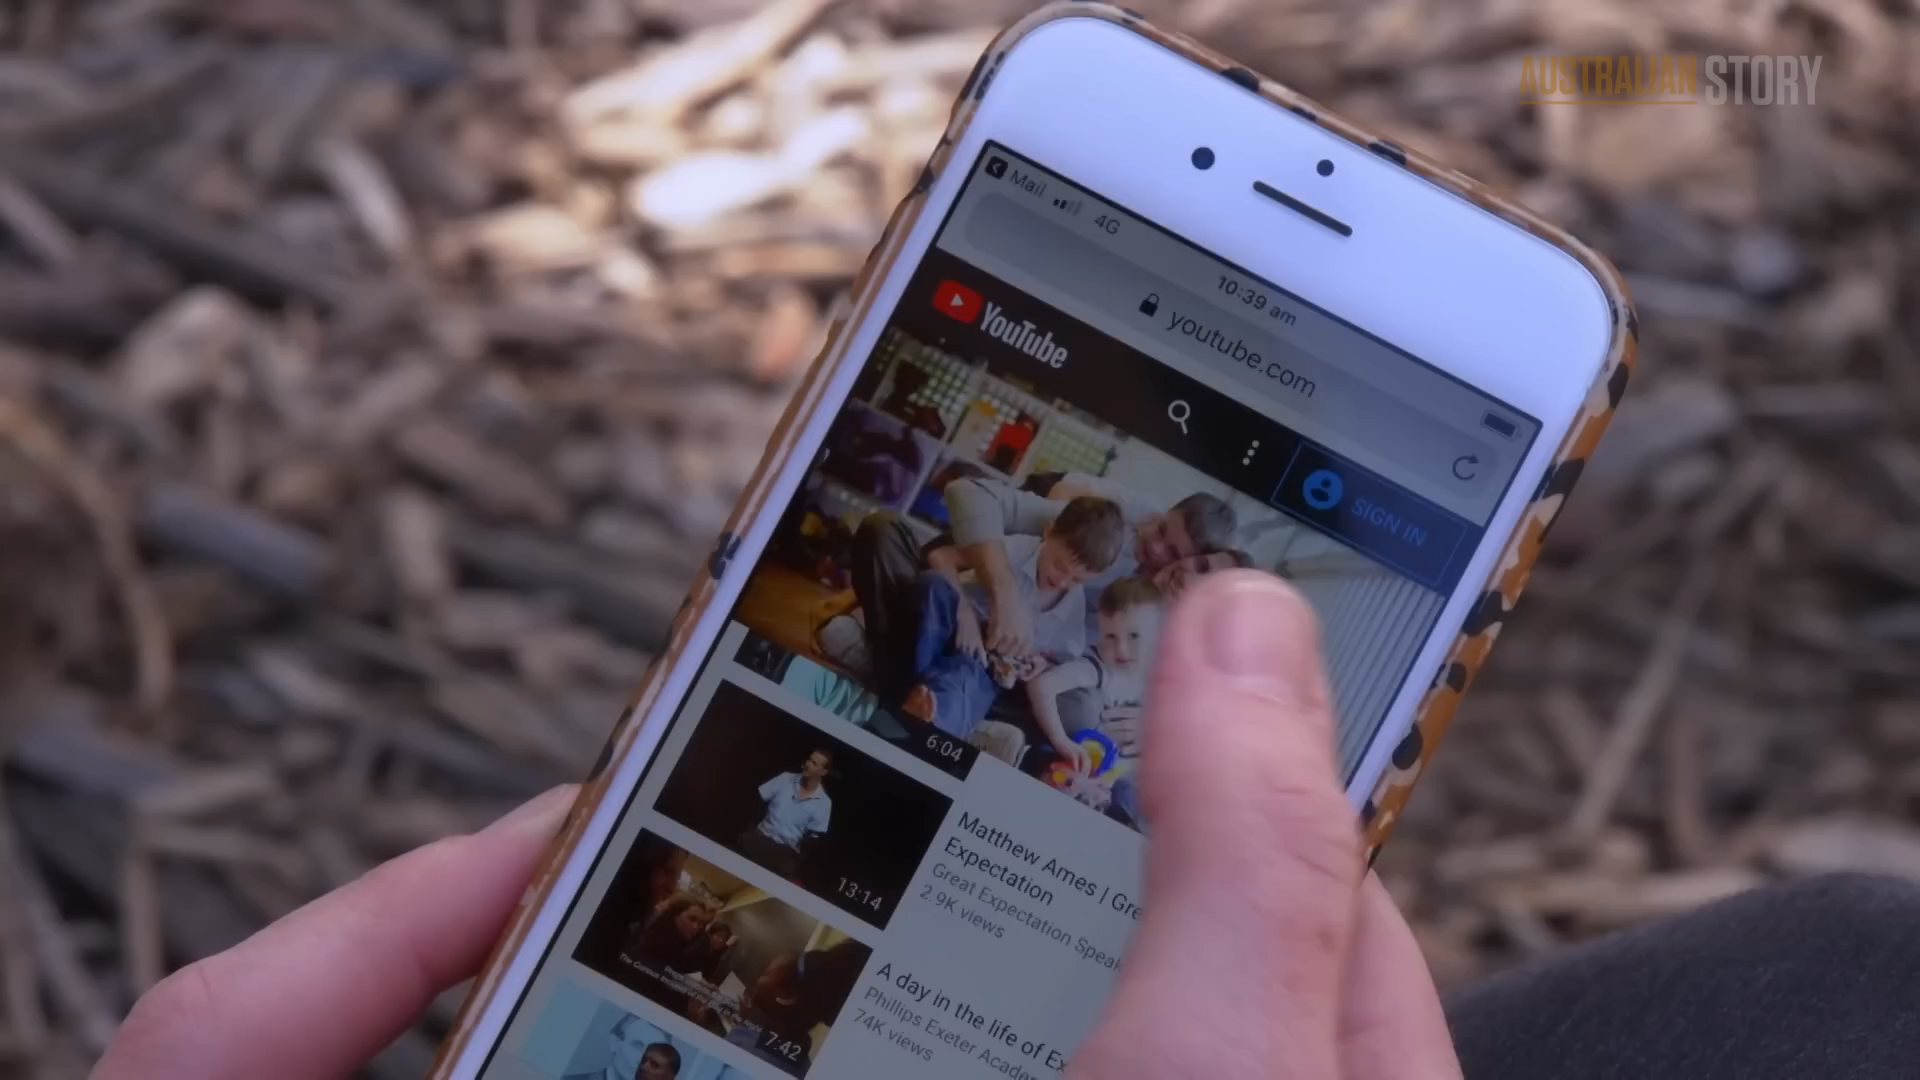 AUSTRALIAN STORY
Mail 4G
10:39 am
youtube.com
YouTube
SIGN IN
6:04
Matthew Ames | Gre
Expectation
Great Expectation Speak
2.9K views
13:14
A day in the life of Ex
Phillips Exeter Acade
74K views
7:42